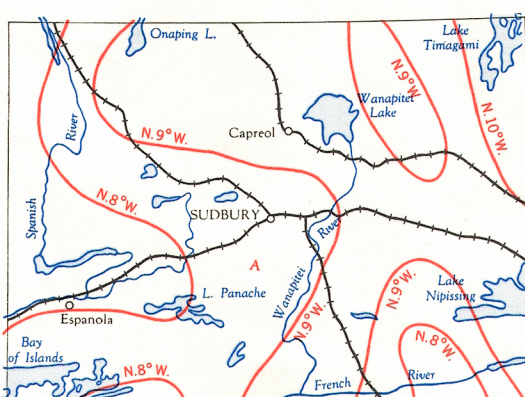 Onaping L.
Lake
Timagami
N.9°W.
Wanapitei
Lake
N.10°W.
River
Capreol
N.9°W.
N.8°W.
Spanish
SUDBURY
River
A
Wanapitei
L. Panache
N.9°W.
N.9°W.
Lake
Nipissing
Espanola
N.9°W.
N.8°W.
Bay
of Islands
N.8°W.
French
River